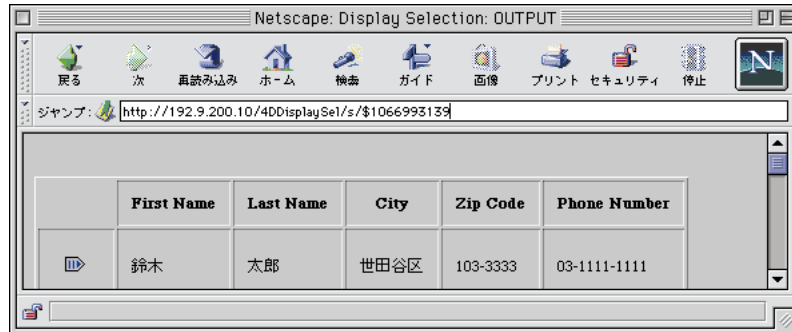 Netscape: Display Selection: OUTPUT
戻る 次 再読み込み ホーム 検索 ガイド 画像 プリント セキュリティ 停止 N
ジャンプ: http://192.9.200.10/4DDisplaySel/s/$1066993139
First Name Last Name City Zip Code Phone Number
鈴木 太郎 世田谷区 103-3333 03-1111-1111